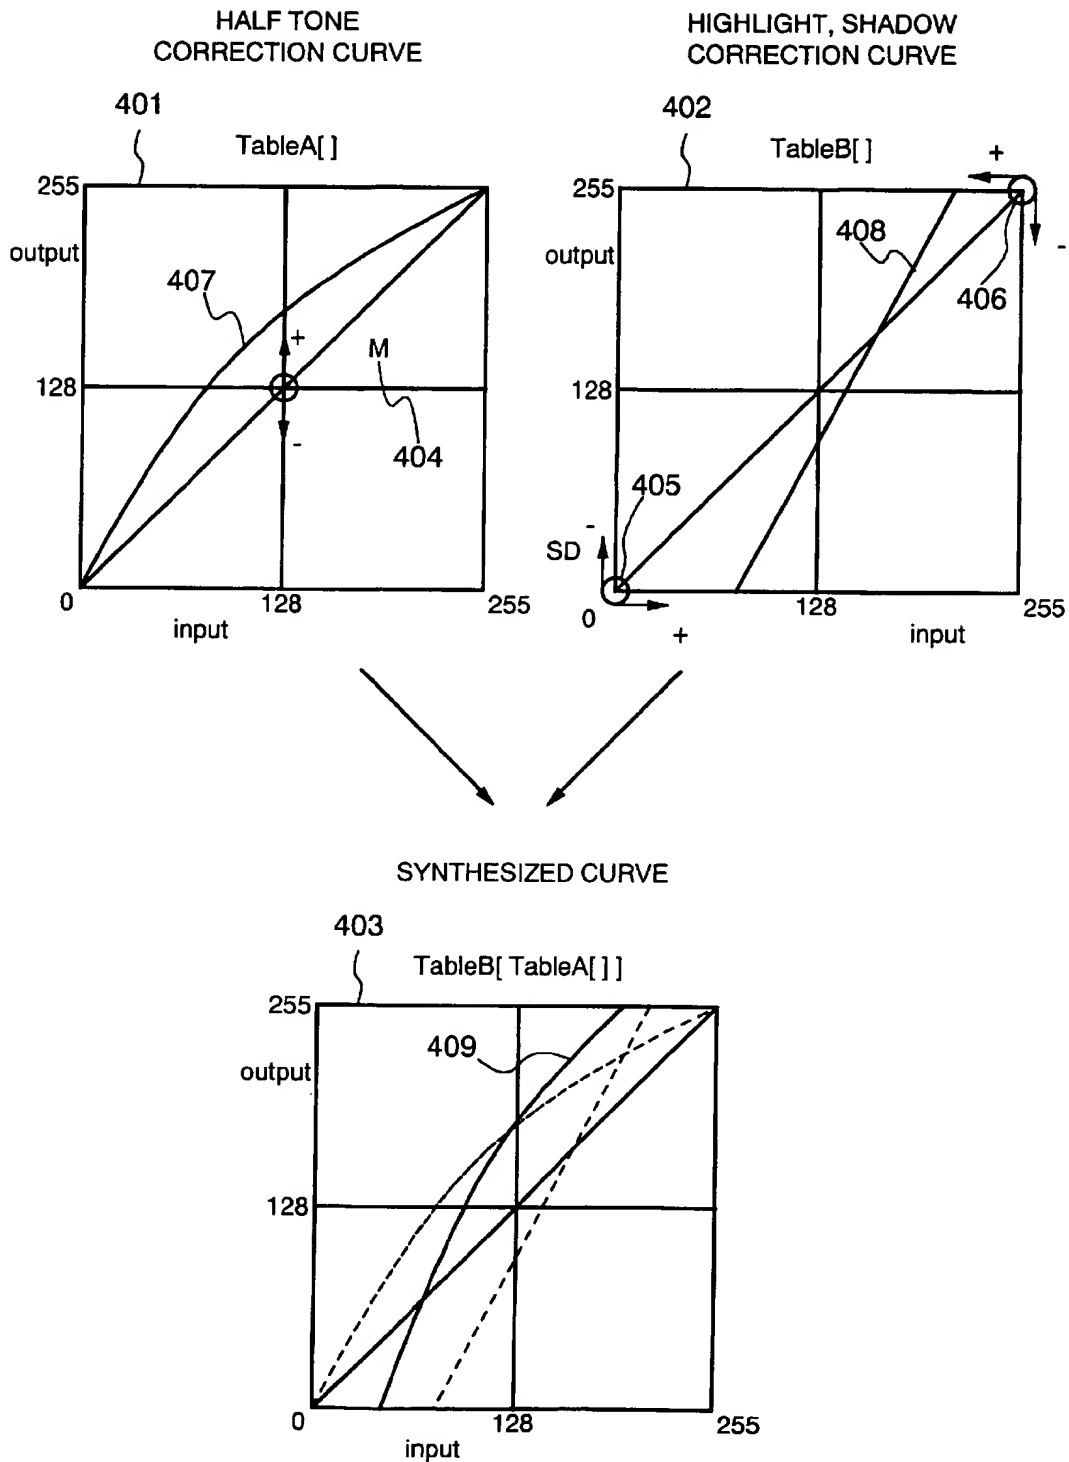 HALF TONE
CORRECTION CURVE
401
TableA[ ]
255
output
407
+
M
128
-
404
0
128
255
input
HIGHLIGHT, SHADOW
CORRECTION CURVE
402
TableB[ ]
+
255
408
output
-
406
128
405
-
SD
0
128
255
+
input
SYNTHESIZED CURVE
403
TableB[ TableA[ ] ]
255
409
output
128
0
128
255
input